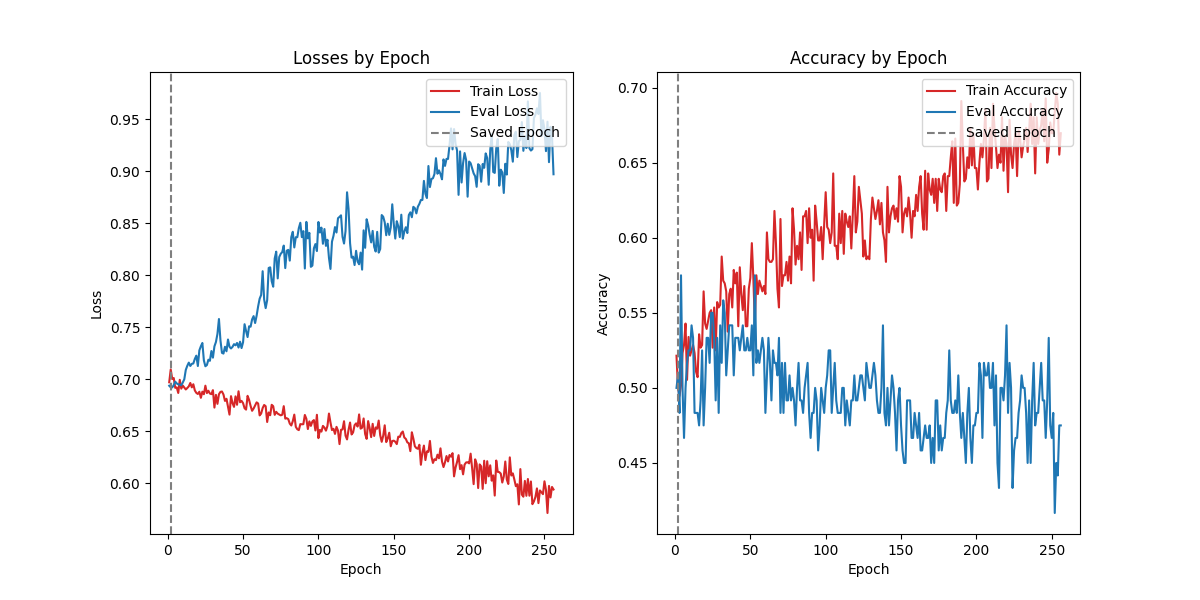 Losses by Epoch
Train Loss
Eval Loss
Saved Epoch
0.95
0.90
0.85
0.80
0.75
0.70
0.65
0.60
Loss
0
50
100
150
200
250
Epoch
Accuracy by Epoch
Train Accuracy
Eval Accuracy
Saved Epoch
0.70
0.65
0.60
0.55
0.50
0.45
Accuracy
0
50
100
150
200
250
Epoch